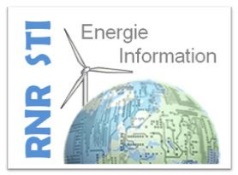 RNR STI
Energie
Information